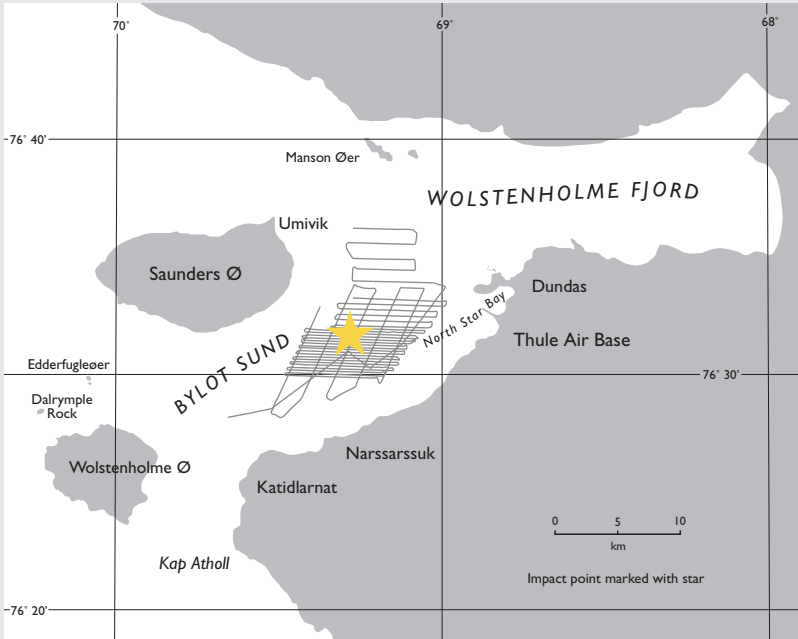 70°
69°
68°
76° 40'
Manson Øer
WOLSTENHOLME FJORD
Umivik
Saunders Ø
Dundas
North Star Bay
Thule Air Base
BYLOT SUND
Edderfugleøer
76° 30'
Dalrymple
Rock
Narssarssuk
Wolstenholme Ø
Katidlarnat
0 5 10
km
Kap Atholl
Impact point marked with star
76° 20'